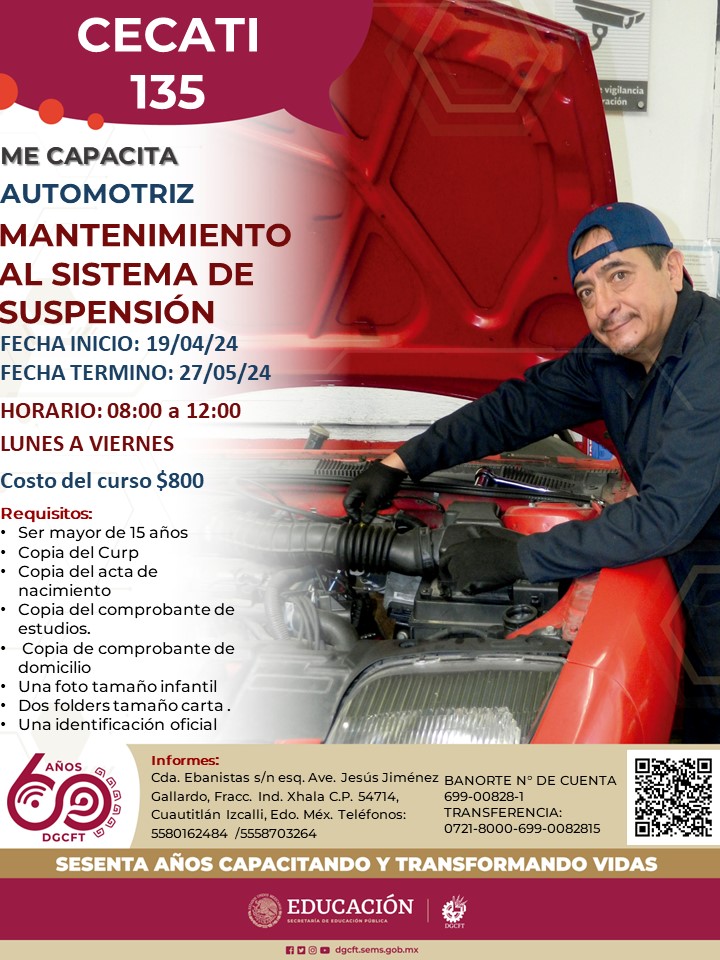 CECATI
135
vigilancia
ME CAPACITA
AUTOMOTRIZ
MANTENIMIENTO
AL SISTEMA DE
SUSPENSIÓN
FECHA INICIO: 19/04/24
FECHA TERMINO: 27/05/24
HORARIO: 08:00 a 12:00
LUNES A VIERNES
Costo del curso $800
Requisitos:
• Ser mayor de 15 años
• Copia del Curp
• Copia del acta de
nacimiento
• Copia del comprobante de
estudios.
• Copia de comprobante de
domicilio
• Una foto tamaño infantil
• Dos folders tamaño carta .
• Una identificación oficial
60 AÑOS
DGCFT
Informes:
Cda. Ebanistas s/n esq. Ave. Jesús Jiménez
Gallardo, Fracc. Ind. Xhala C.P. 54714,
Cuautitlán Izcalli, Edo. Méx. Teléfonos:
5580162484 /5558703264
BANORTE N° DE CUENTA
699-00828-1
TRANSFERENCIA:
0721-8000-699-0082815
SESENTA AÑOS CAPACITANDO Y TRANSFORMANDO VIDAS
EDUCACIÓN
SECRETARÍA DE EDUCACIÓN PÚBLICA
DGCFT
dgcft.sems.gob.mx